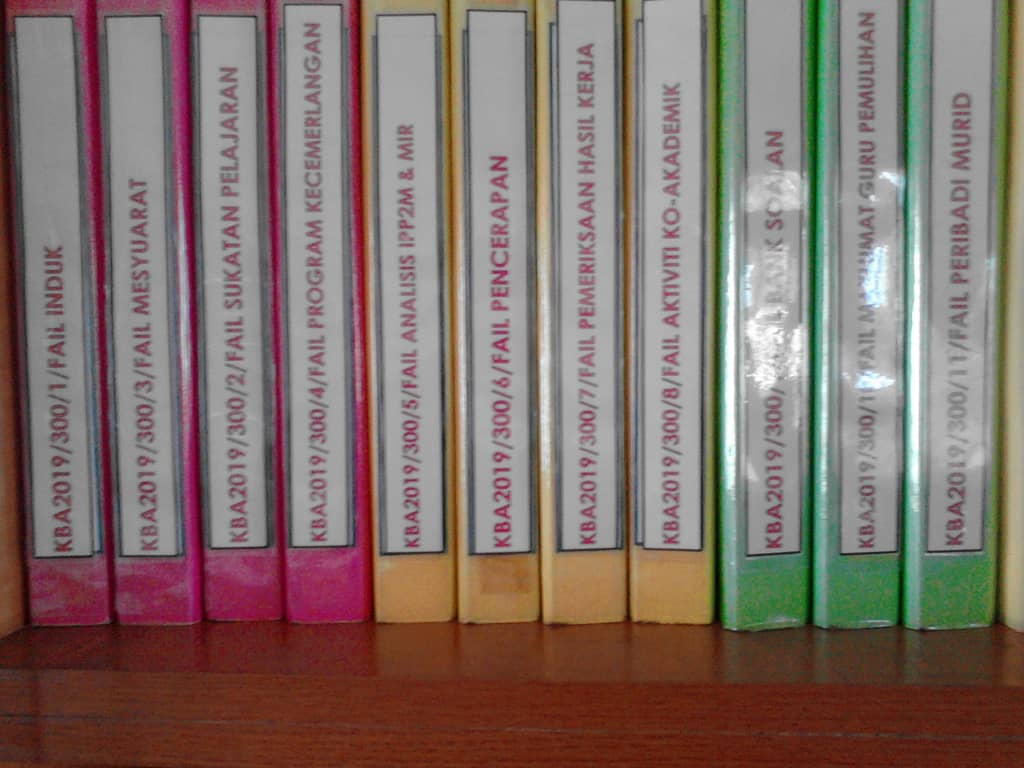 KBA2019/300/1/FAIL INDUK
KBA2019/300/3/FAIL MESYUARAT
KBA2019/300/2/FAIL SUKATAN PELAJARAN
KBA2019/300/4/FAIL PROGRAM KECEMERLANGAN
KBA2019/300/5/FAIL ANALISIS IPP2M & MIR
KBA2019/300/6/FAIL PENCERAPAN
KBA2019/300/7/FAIL PEMERIKSAAN HASIL KERJA
KBA2019/300/8/FAIL AKTIVITI KO-AKADEMIK
KBA2019/300/
KBA2019/300/10/FAIL MAKLUMAT GURU PEMULIHAN
KBA2019/300/11/FAIL PERIBADI MURID